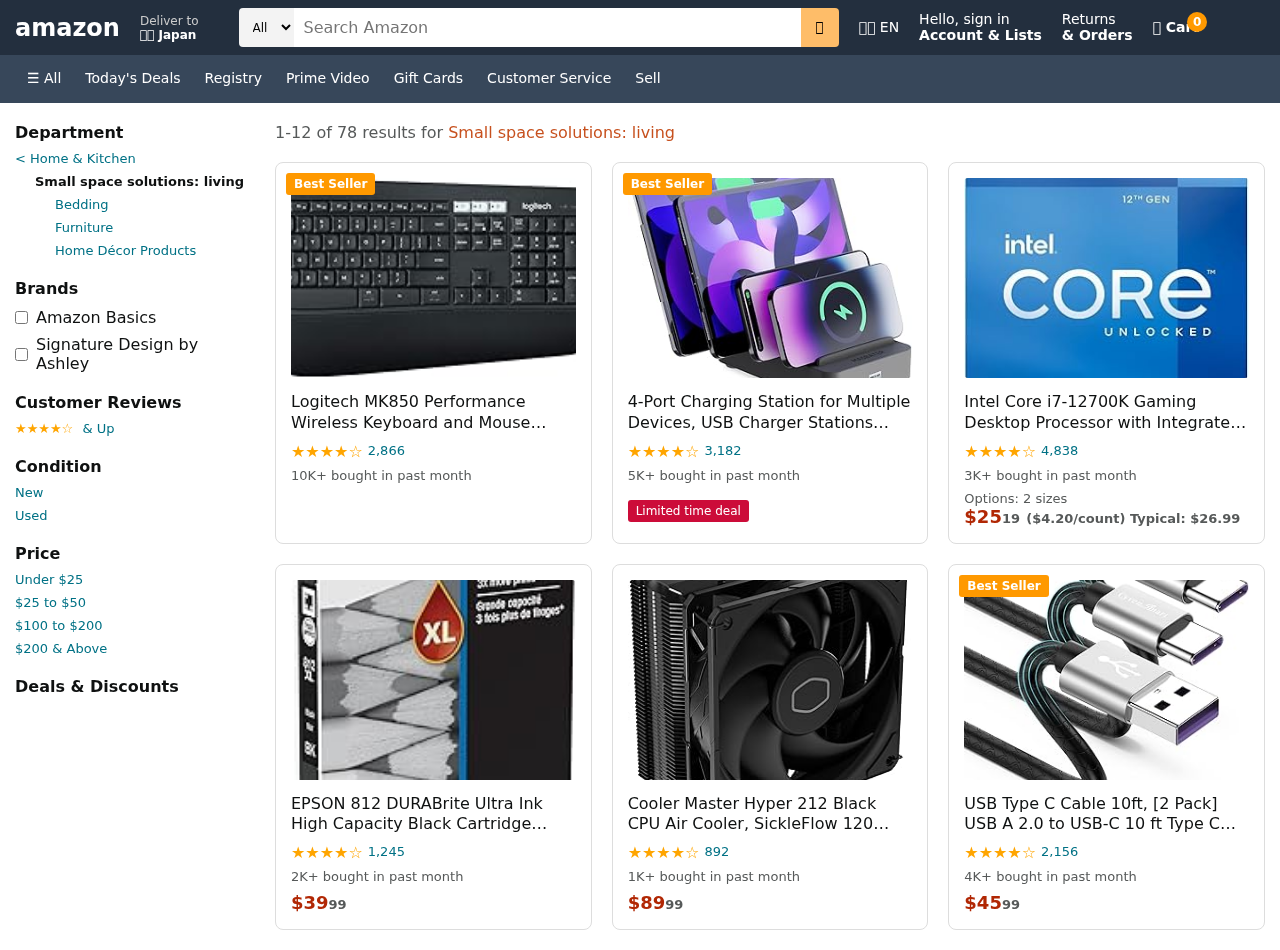 amazon
Deliver to
Japan
All
Search Amazon
EN
Hello, sign in
Account & Lists
Returns
& Orders
0
☰ All
Today's Deals
Registry
Prime Video
Gift Cards
Customer Service
Sell
Department
< Home & Kitchen
Small space solutions: living
Bedding
Furniture
Home Décor Products
Brands
Amazon Basics
Signature Design by
Ashley
Customer Reviews
★★★★☆ & Up
Condition
New
Used
Price
Under $25
$25 to $50
$100 to $200
$200 & Above
Deals & Discounts
1-12 of 78 results for Small space solutions: living
Best Seller
logitech
Logitech MK850 Performance
Wireless Keyboard and Mouse...
★★★★☆ 2,866
10K+ bought in past month
Best Seller
4-Port Charging Station for Multiple
Devices, USB Charger Stations...
★★★★☆ 3,182
5K+ bought in past month
Limited time deal
12TH GEN
intel
CORE™
UNLOCKED
Intel Core i7-12700K Gaming
Desktop Processor with Integrate...
★★★★☆ 4,838
3K+ bought in past month
Options: 2 sizes
$2519 ($4.20/count) Typical: $26.99
Grande capacité
3 fois plus de tirages*
XL
812
XL
EPSON 812 DURABrite Ultra Ink
High Capacity Black Cartridge...
★★★★☆ 1,245
2K+ bought in past month
$3999
Cooler Master Hyper 212 Black
CPU Air Cooler, SickleFlow 120...
★★★★☆ 892
1K+ bought in past month
$8999
Best Seller
USB Type C Cable 10ft, [2 Pack]
USB A 2.0 to USB-C 10 ft Type C...
★★★★☆ 2,156
4K+ bought in past month
$4599